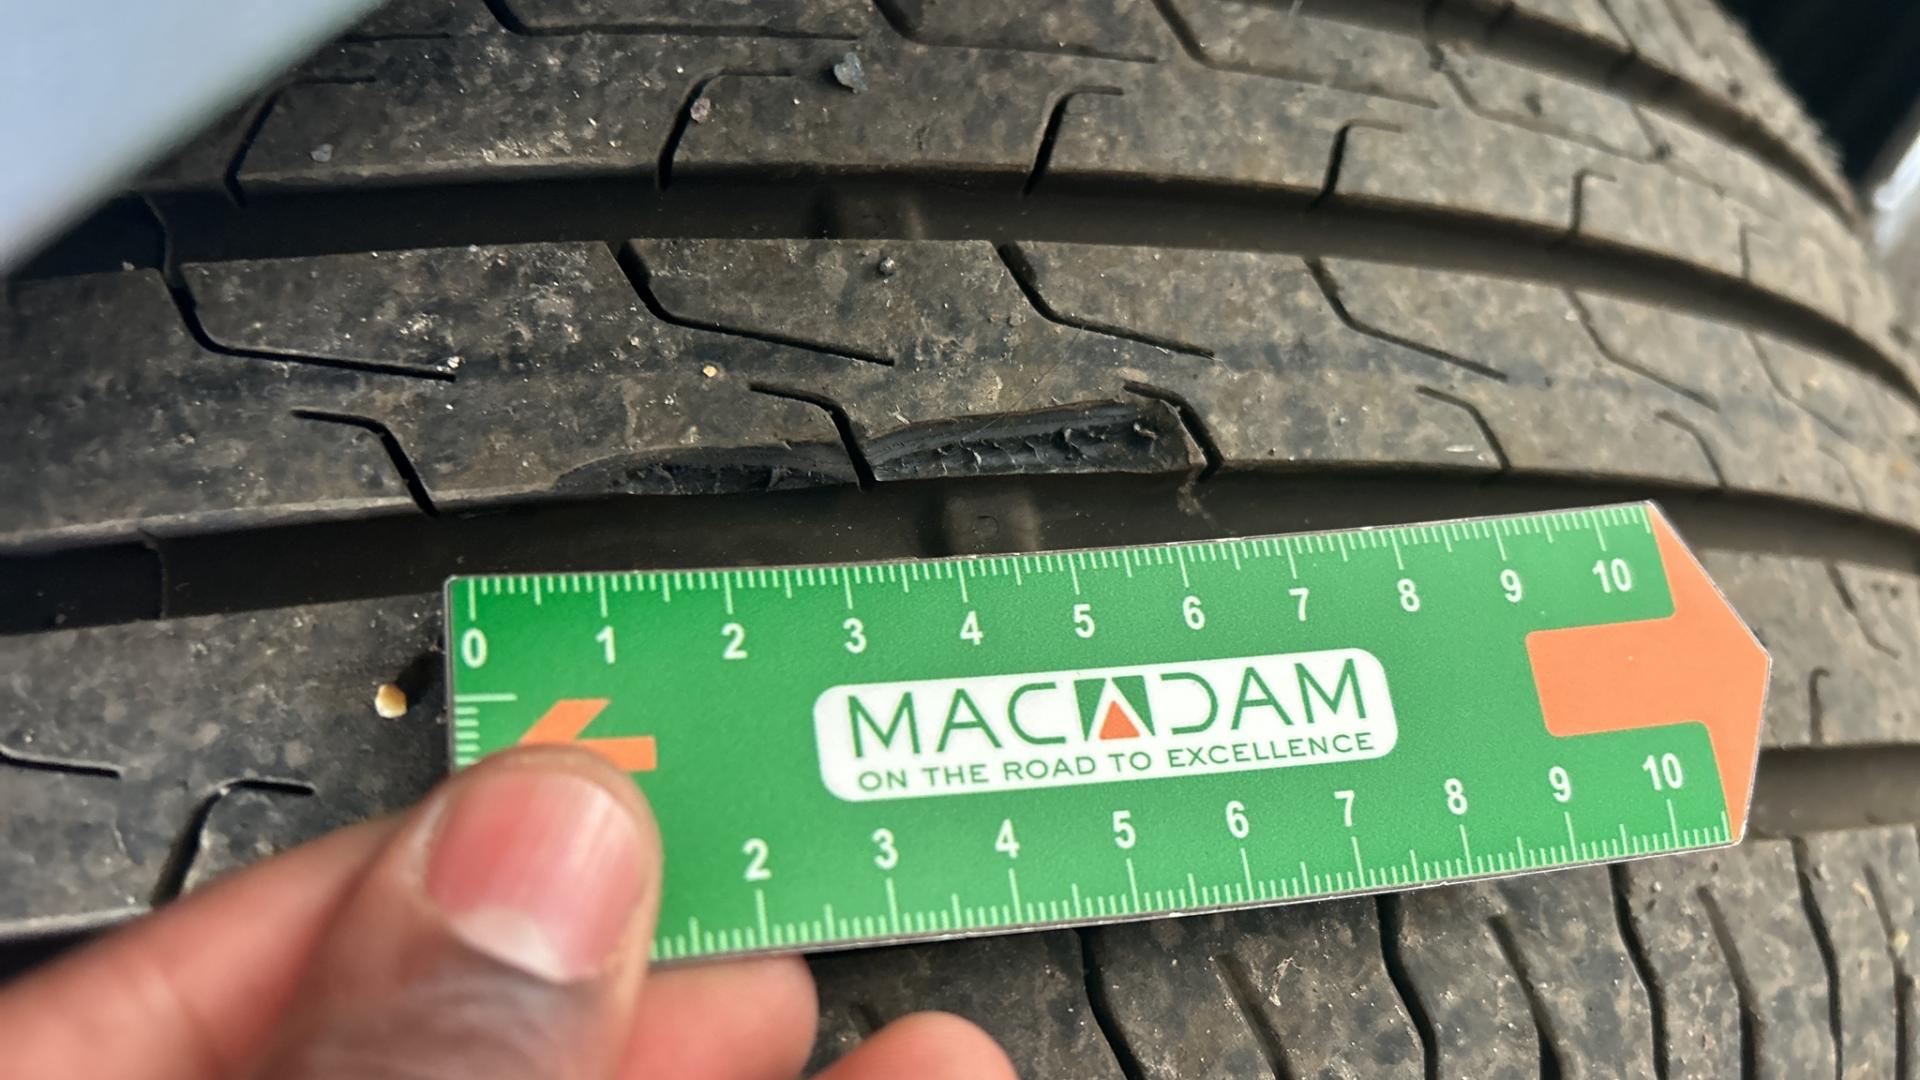 0 1 2 3 4 5 6 7 8 9 10
MACADAM
ON THE ROAD TO EXCELLENCE
2 3 4 5 6 7 8 9 10